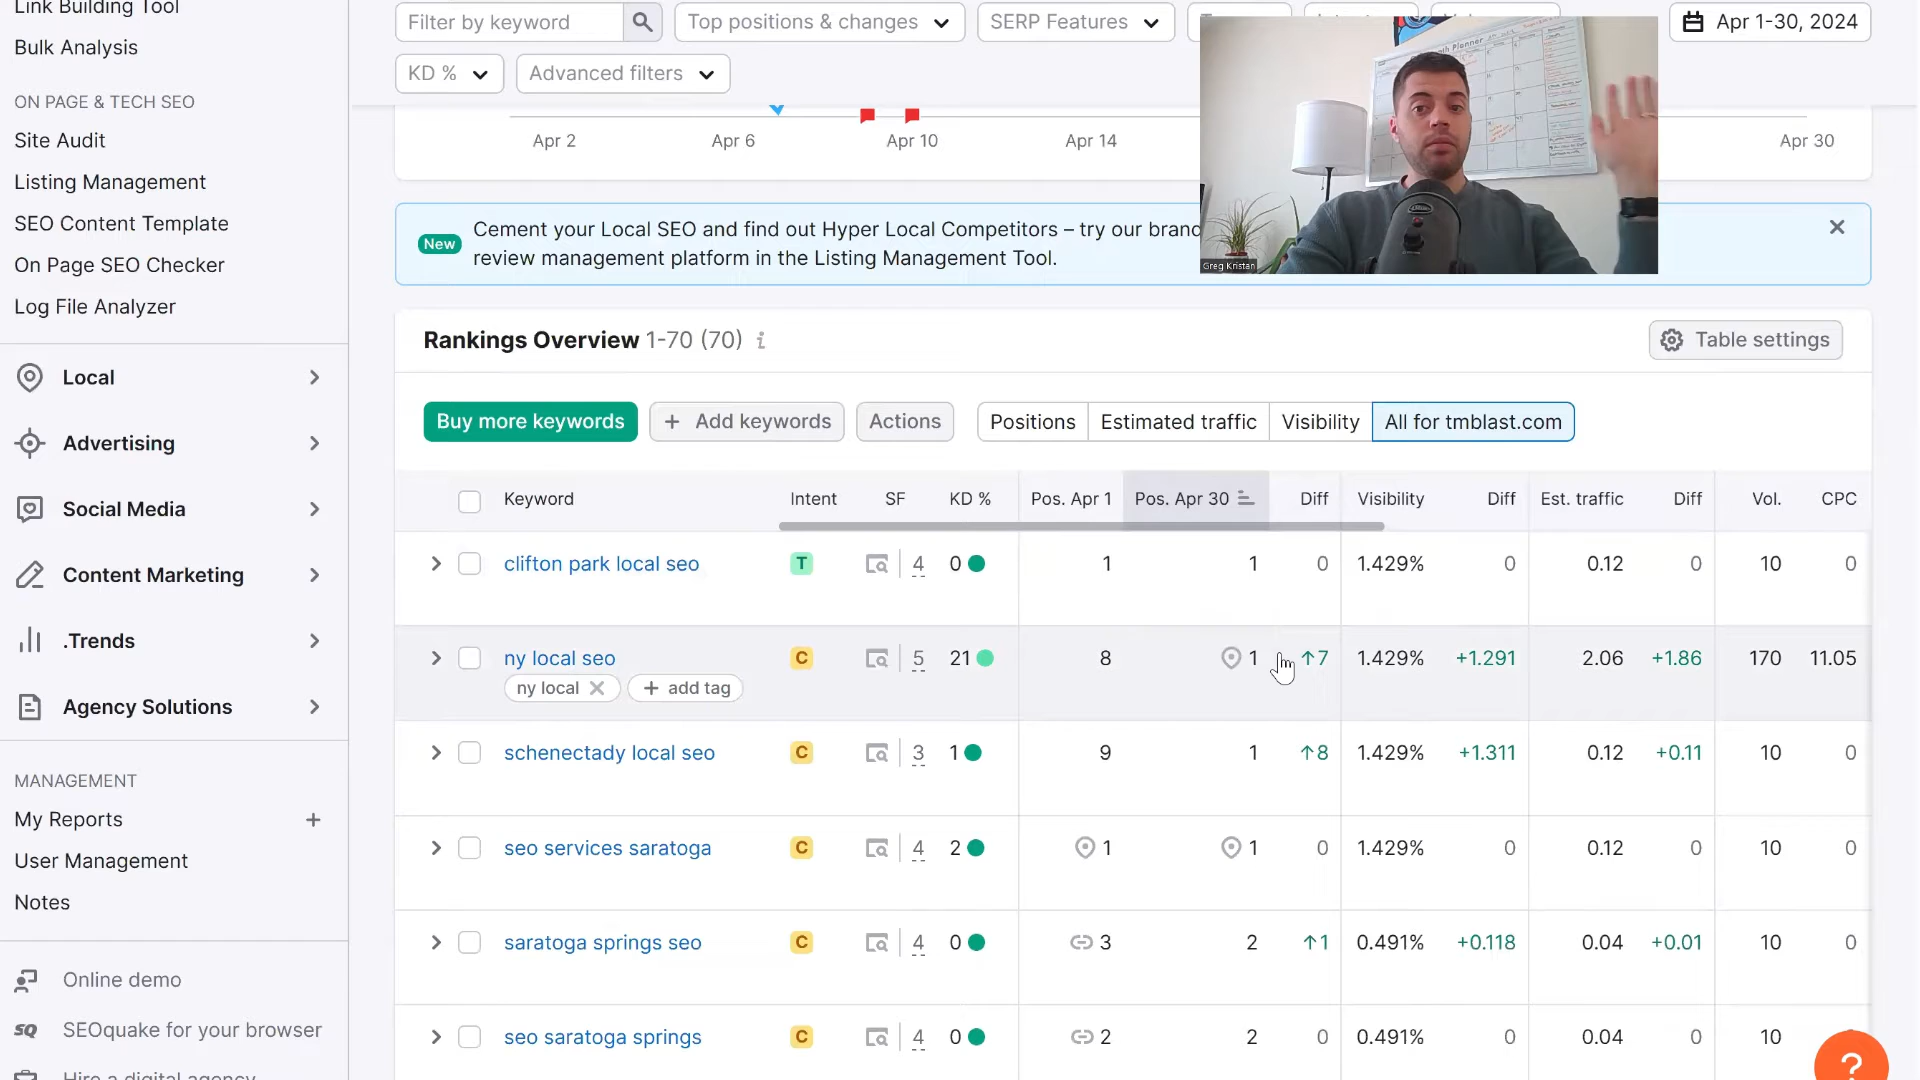 Link Building Tool
Bulk Analysis
ON PAGE & TECH SEO
Site Audit
Listing Management
SEO Content Template
On Page SEO Checker
Log File Analyzer
Local
Advertising
Social Media
Content Marketing
.Trends
Agency Solutions
MANAGEMENT
My Reports +
User Management
Notes
Online demo
SEOquake for your browser
Hire a digital agency
Filter by keyword
Top positions & changes
SERP Features
Apr 1-30, 2024
KD %
Advanced filters
Apr 2 Apr 6 Apr 10 Apr 14 Apr 30
New
Cement your Local SEO and find out Hyper Local Competitors – try our brand
review management platform in the Listing Management Tool.
Greg Kristan
Rankings Overview 1-70 (70) i
Table settings
Buy more keywords + Add keywords Actions Positions Estimated traffic Visibility All for tmblast.com
Keyword Intent SF KD % Pos. Apr 1 Pos. Apr 30 Diff Visibility Diff Est. traffic Diff Vol. CPC
clifton park local seo T 4 0 1 1 0 1.429% 0 0.12 0 10 0
ny local seo C 5 21 8 1 ↑7 1.429% +1.291 2.06 +1.86 170 11.05
ny local × + add tag
schenectady local seo C 3 1 9 1 ↑8 1.429% +1.311 0.12 +0.11 10 0
seo services saratoga C 4 2 1 1 0 1.429% 0 0.12 0 10 0
saratoga springs seo C 4 0 3 2 ↑1 0.491% +0.118 0.04 +0.01 10 0
seo saratoga springs C 4 0 2 2 0 0.491% 0 0.04 0 10
?